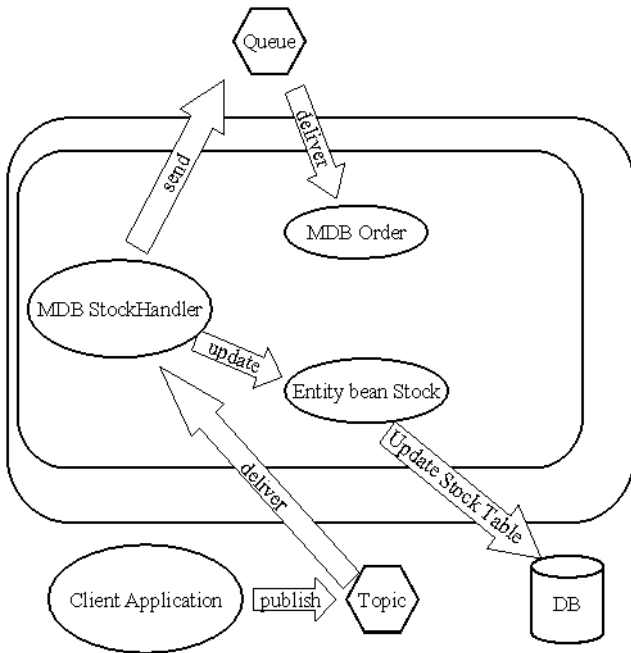 Queue
deliver
send
MDB Order
MDB StockHandler
update
Entity bean Stock
Update Stock Table
deliver
Client Application
publish
Topic
DB